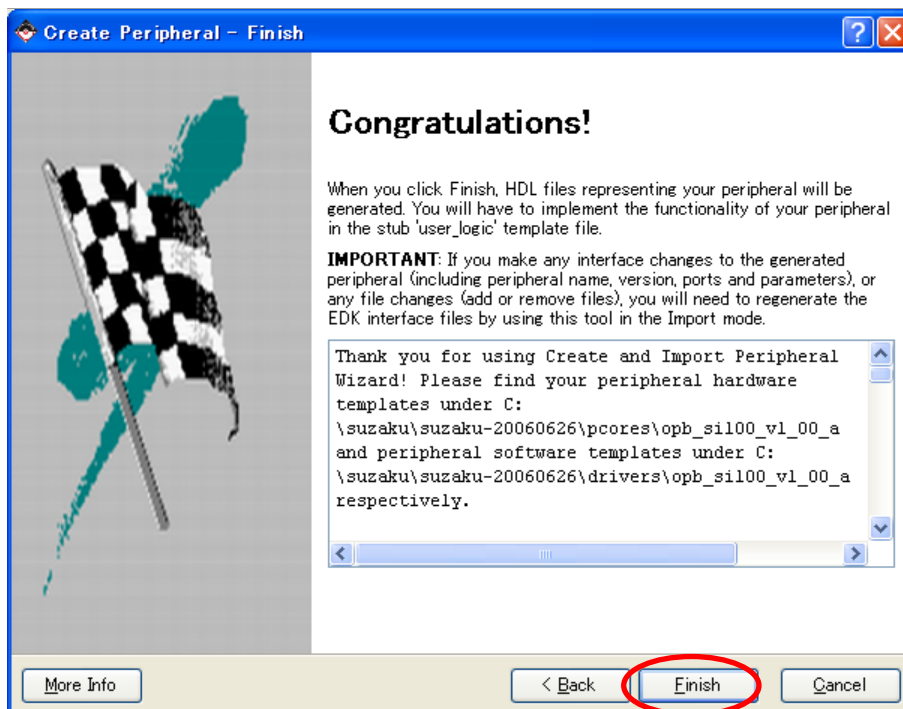 Create Peripheral - Finish
Congratulations!
When you click Finish, HDL files representing your peripheral will be
generated. You will have to implement the functionality of your peripheral
in the stub 'user_logic' template file.
IMPORTANT: If you make any interface changes to the generated
peripheral (including peripheral name, version, ports and parameters), or
any file changes (add or remove files), you will need to regenerate the
EDK interface files by using this tool in the Import mode.
Thank you for using Create and Import Peripheral
Wizard! Please find your peripheral hardware
templates under C:
\suzaku\suzaku-20060626\pcores\opb_sil00_v1_00_a
and peripheral software templates under C:
\suzaku\suzaku-20060626\drivers\opb_sil00_v1_00_a
respectively.
More Info
< Back
Finish
Cancel